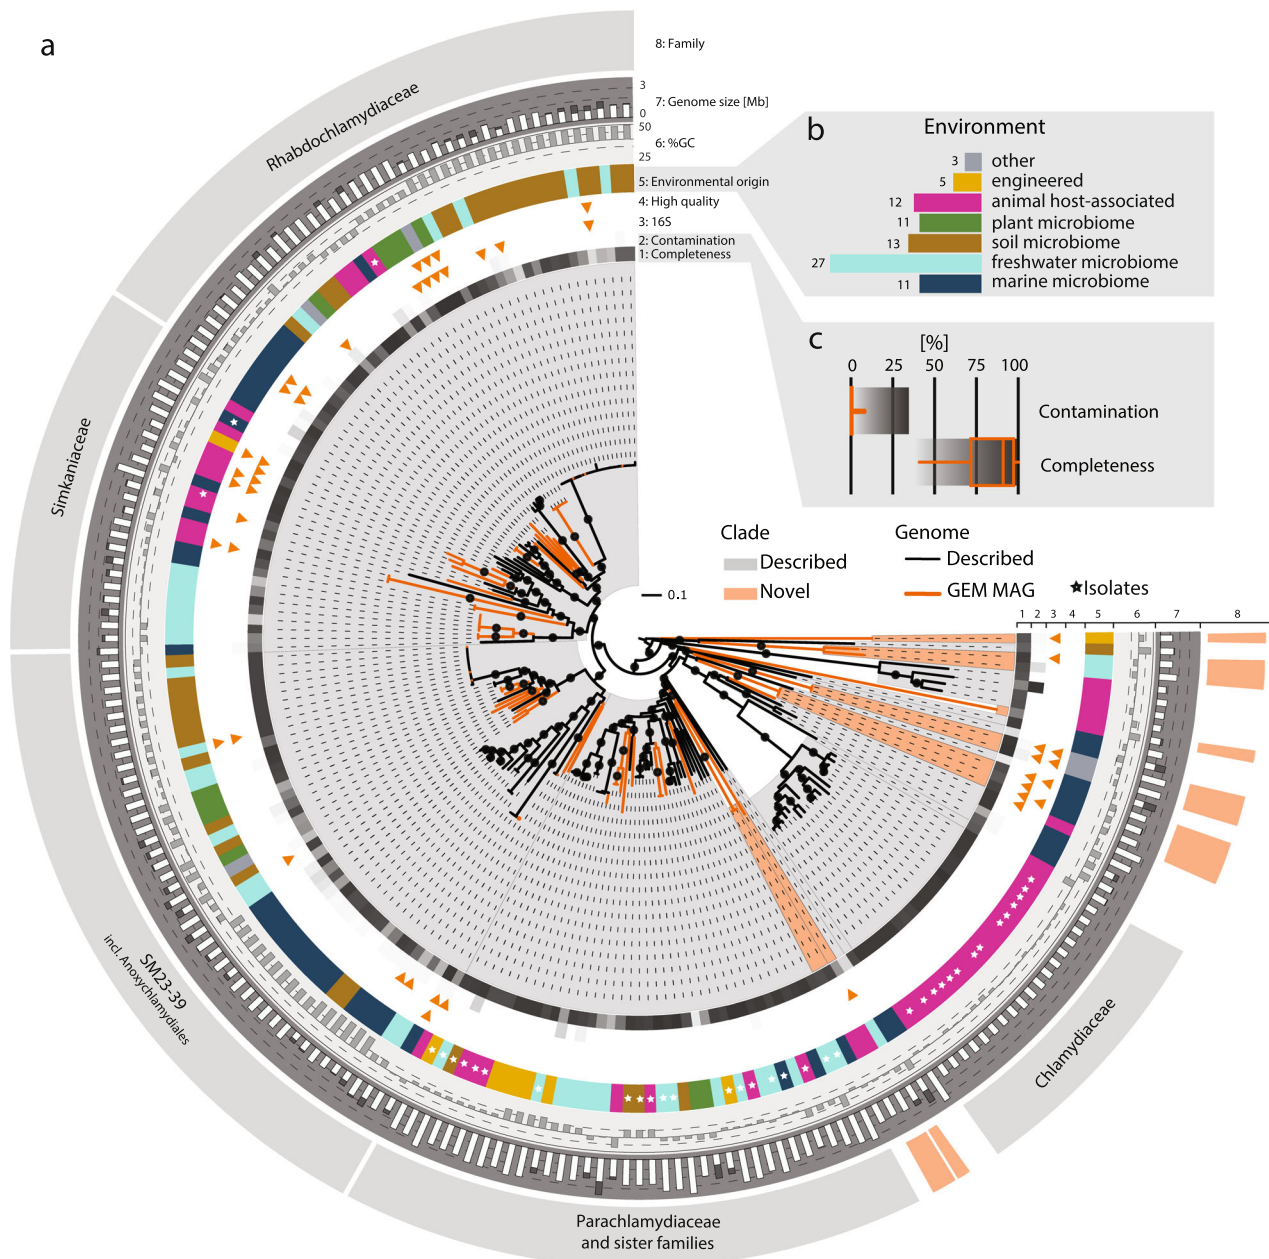 a
8: Family
3
7: Genome size [Mb]
0
50
6: %GC
25
5: Environmental origin
4: High quality
3: 16S
2: Contamination
1: Completeness
b
Environment
3 other
5 engineered
12 animal host-associated
11 plant microbiome
13 soil microbiome
27 freshwater microbiome
11 marine microbiome
c
[%]
0 25 50 75 100
Contamination
Completeness
Clade
Described
Novel
Genome
Described
GEM MAG
Isolates
0.1
1 2 3 4 5 6 7 8
Rhabdochlamydiaceae
Simkaniaceae
SM23-39
incl. Anoxychlamydiales
Parachlamydiaceae
and sister families
Chlamydiaceae